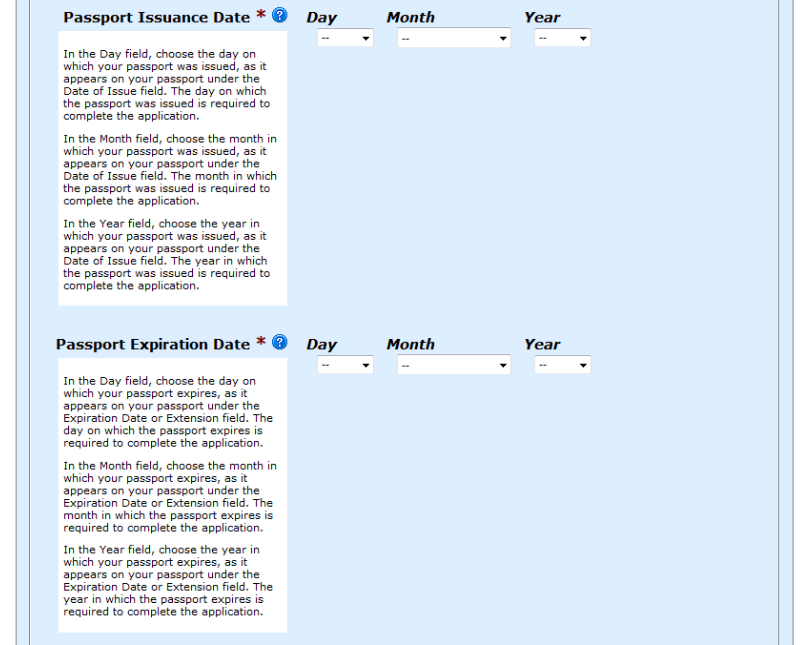 Passport Issuance Date * ? Day Month Year
-- -- --
In the Day field, choose the day on
which your passport was issued, as it
appears on your passport under the
Date of Issue field. The day on which
the passport was issued is required to
complete the application.
In the Month field, choose the month in
which your passport was issued, as it
appears on your passport under the
Date of Issue field. The month in which
the passport was issued is required to
complete the application.
In the Year field, choose the year in
which your passport was issued, as it
appears on your passport under the
Date of Issue field. The year in which
the passport was issued is required to
complete the application.
Passport Expiration Date * ? Day Month Year
-- -- --
In the Day field, choose the day on
which your passport expires, as it
appears on your passport under the
Expiration Date or Extension field. The
day on which the passport expires is
required to complete the application.
In the Month field, choose the month in
which your passport expires, as it
appears on your passport under the
Expiration Date or Extension field. The
month in which the passport expires is
required to complete the application.
In the Year field, choose the year in
which your passport expires, as it
appears on your passport under the
Expiration Date or Extension field. The
year in which the passport expires is
required to complete the application.